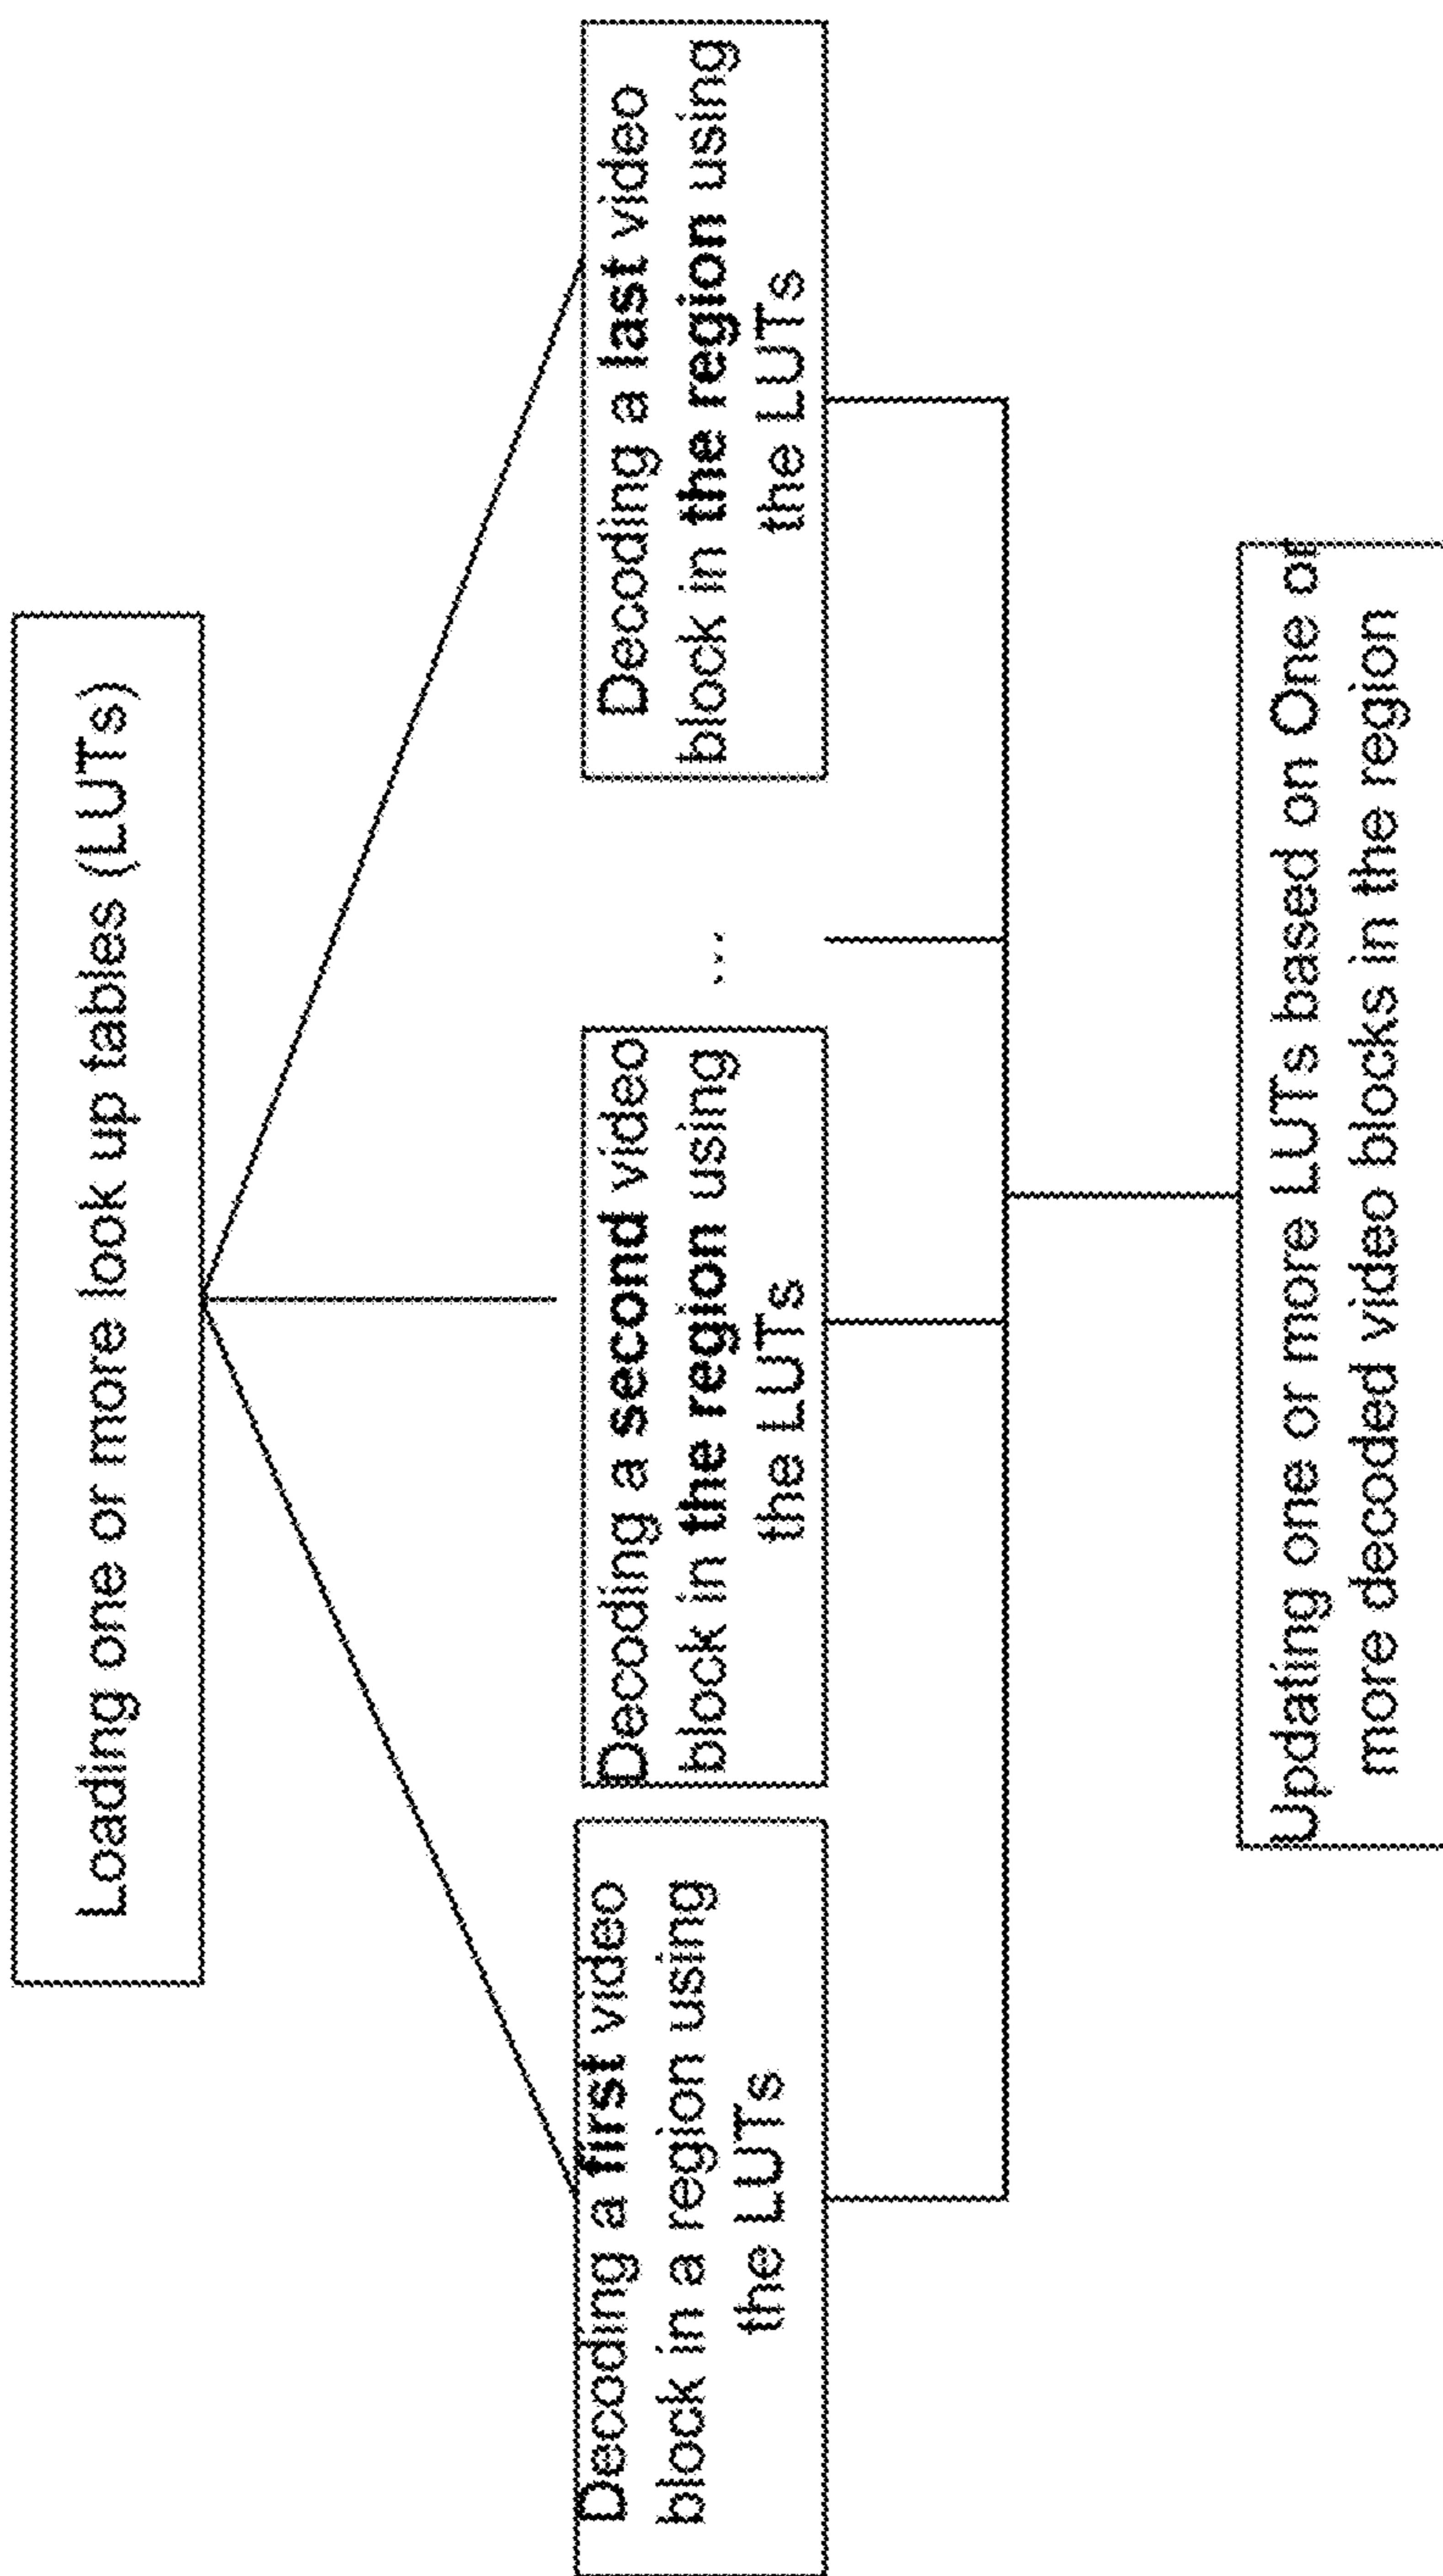 Loading one or more look up tables (LUTs)
Decoding a first video
block in a region using
the LUTs
Decoding a second video
block in the region using
the LUTs
...
Decoding a last video
block in the region using
the LUTs
Updating one or more LUTs based on One or
more decoded video blocks in the region